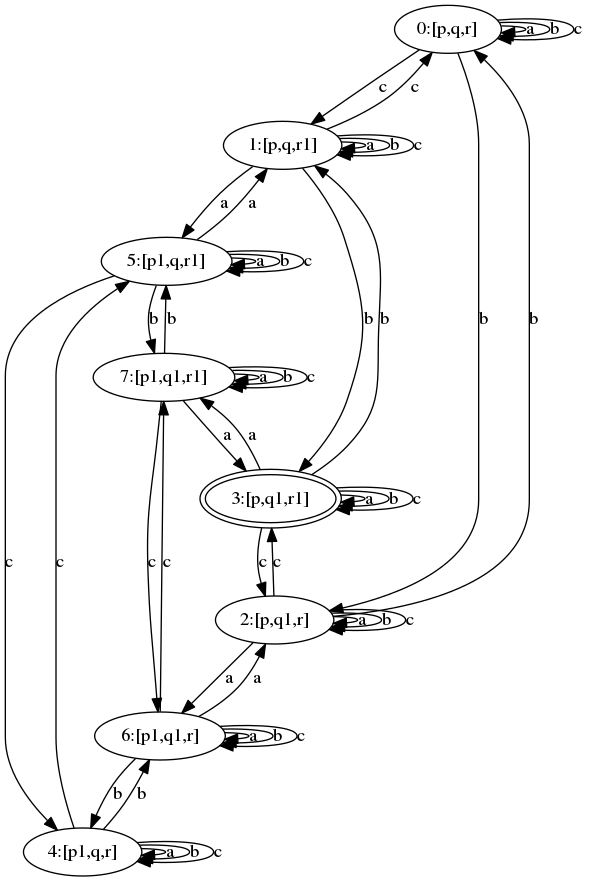 0:[p,q,r] a b c
c c
1:[p,q,r1] a b c
a a
5:[p1,q,r1] a b c
b b b b b b
7:[p1,q1,r1] a b c
a a
3:[p,q1,r1] a b c
c c c c c c
2:[p,q1,r] a b c
a a
6:[p1,q1,r] a b c
b b
4:[p1,q,r] a b c